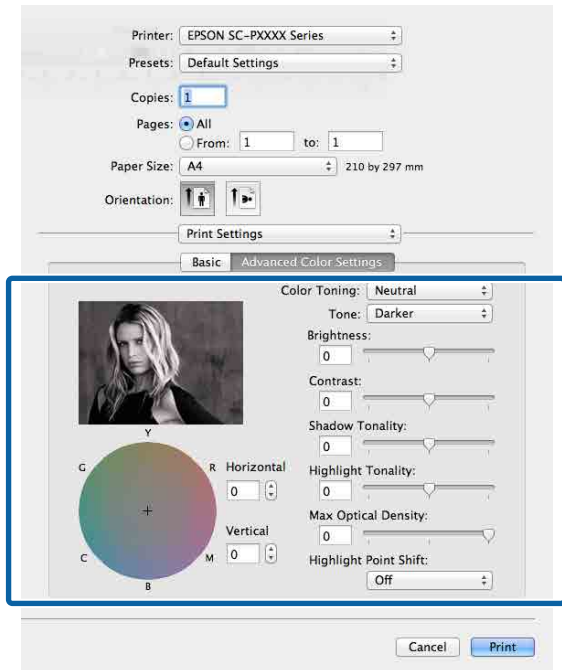 Printer: EPSON SC-PXXXX Series
Presets: Default Settings
Copies: 1
Pages: All
From: 1 to: 1
Paper Size: A4 210 by 297 mm
Orientation:
Print Settings
Basic Advanced Color Settings
Color Toning: Neutral
Tone: Darker
Brightness:
0
Contrast:
0
Shadow Tonality:
0
Highlight Tonality:
0
Max Optical Density:
0
Highlight Point Shift:
Off
Y
G R
C M
B
Horizontal
0
Vertical
0
Cancel Print